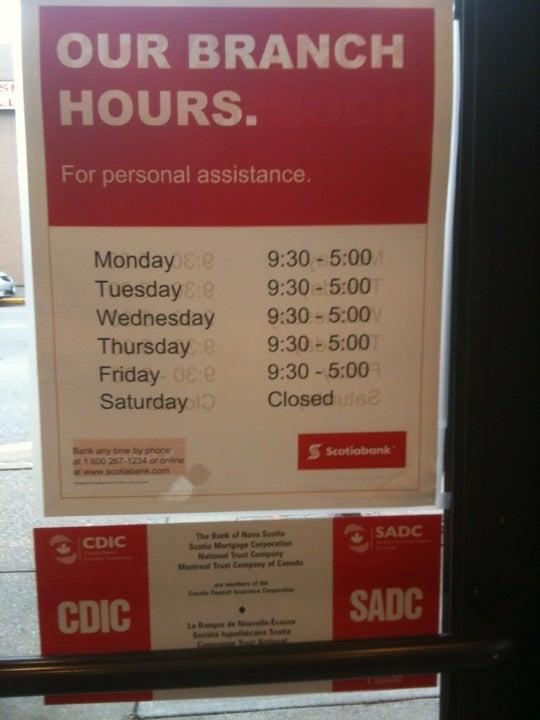 OUR BRANCH
HOURS.
For personal assistance.
Monday 9:30 - 5:00
Tuesday 9:30 - 5:00
Wednesday 9:30 - 5:00
Thursday 9:30 - 5:00
Friday 9:30 - 5:00
Saturday Closed
Bank any time by phone
at 1 800 267-1234 or online
at www.scotiabank.com
Scotiabank
CDIC
SADC
The Bank of Nova Scotia
Scotia Mortgage Corporation
National Trust Company
Montreal Trust Company of Canada
are members of the
Canada Deposit Insurance Corporation
CDIC
SADC
La Banque de Nouvelle-Écosse
Société hypothécaire Scotia
Compagnie Trust National
Canada